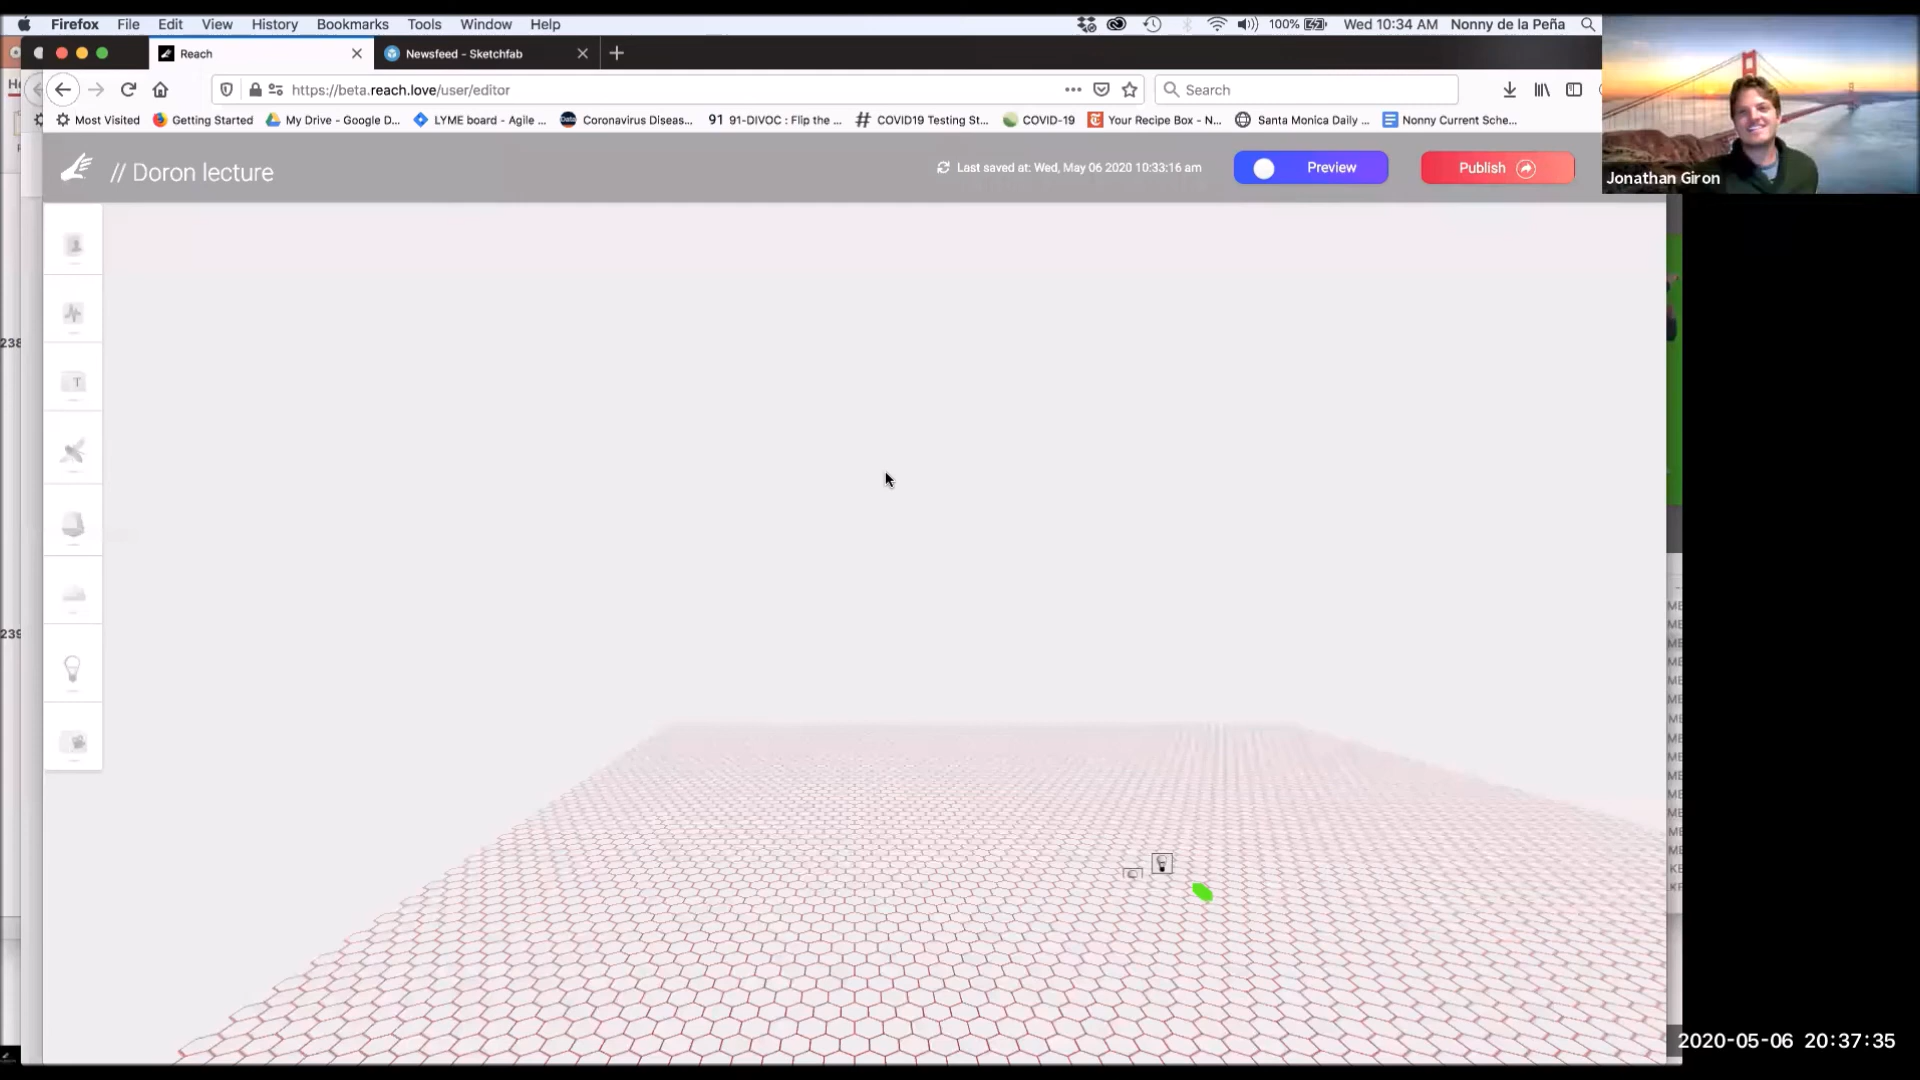 Firefox File Edit View History Bookmarks Tools Window Help 100% Wed 10:34 AM Nonny de la Peña
Reach Newsfeed - Sketchfab
https://beta.reach.love/user/editor Search
Most Visited Getting Started My Drive - Google D... LYME board - Agile ... Coronavirus Diseas... 91 91-DIVOC : Flip the ... COVID19 Testing St... COVID-19 Your Recipe Box - N... Santa Monica Daily ... Nonny Current Sche...
// Doron lecture Last saved at: Wed, May 06 2020 10:33:16 am Preview Publish
Jonathan Giron
T
238
239
2020-05-06 20:37:35